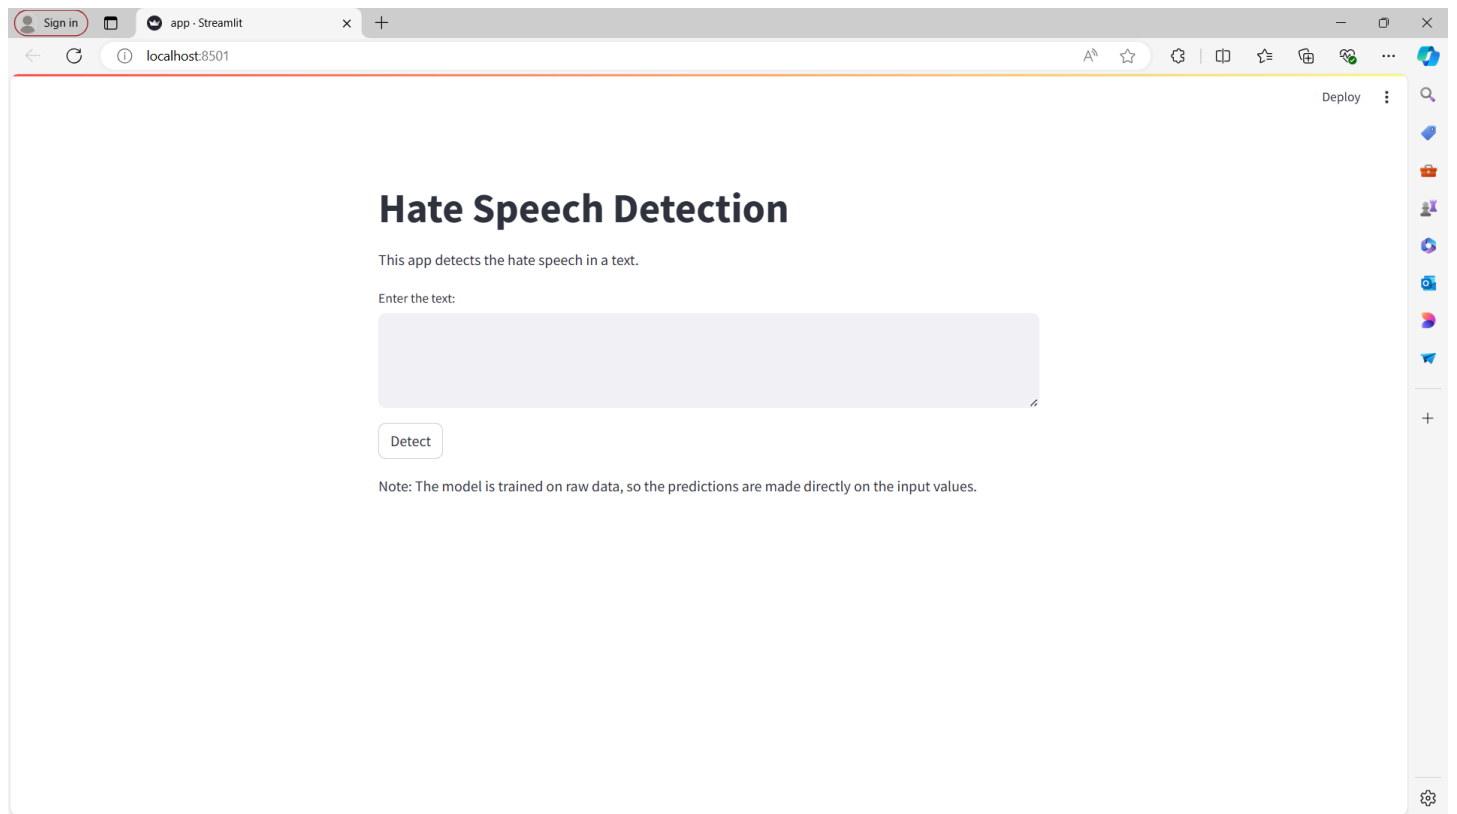 Sign in
app · Streamlit
localhost:8501
Deploy
Hate Speech Detection
This app detects the hate speech in a text.
Enter the text:
Detect
Note: The model is trained on raw data, so the predictions are made directly on the input values.